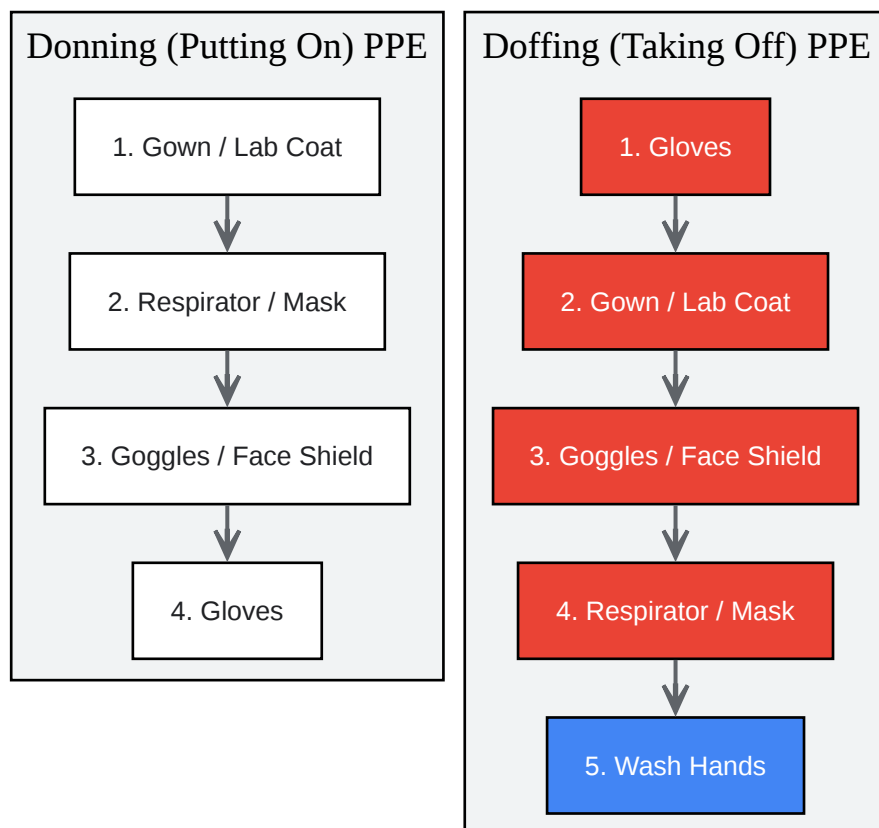 Donning (Putting On) PPE
1. Gown / Lab Coat
2. Respirator / Mask
3. Goggles / Face Shield
4. Gloves
Doffing (Taking Off) PPE
1. Gloves
2. Gown / Lab Coat
3. Goggles / Face Shield
4. Respirator / Mask
5. Wash Hands